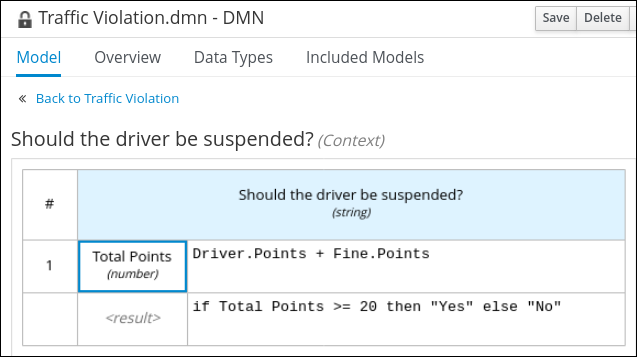 Traffic Violation.dmn - DMN
Save Delete
Model Overview Data Types Included Models
« Back to Traffic Violation
Should the driver be suspended? (Context)
# Should the driver be suspended?
(string)
1 Total Points Driver.Points + Fine.Points
(number)
<result> if Total Points >= 20 then "Yes" else "No"